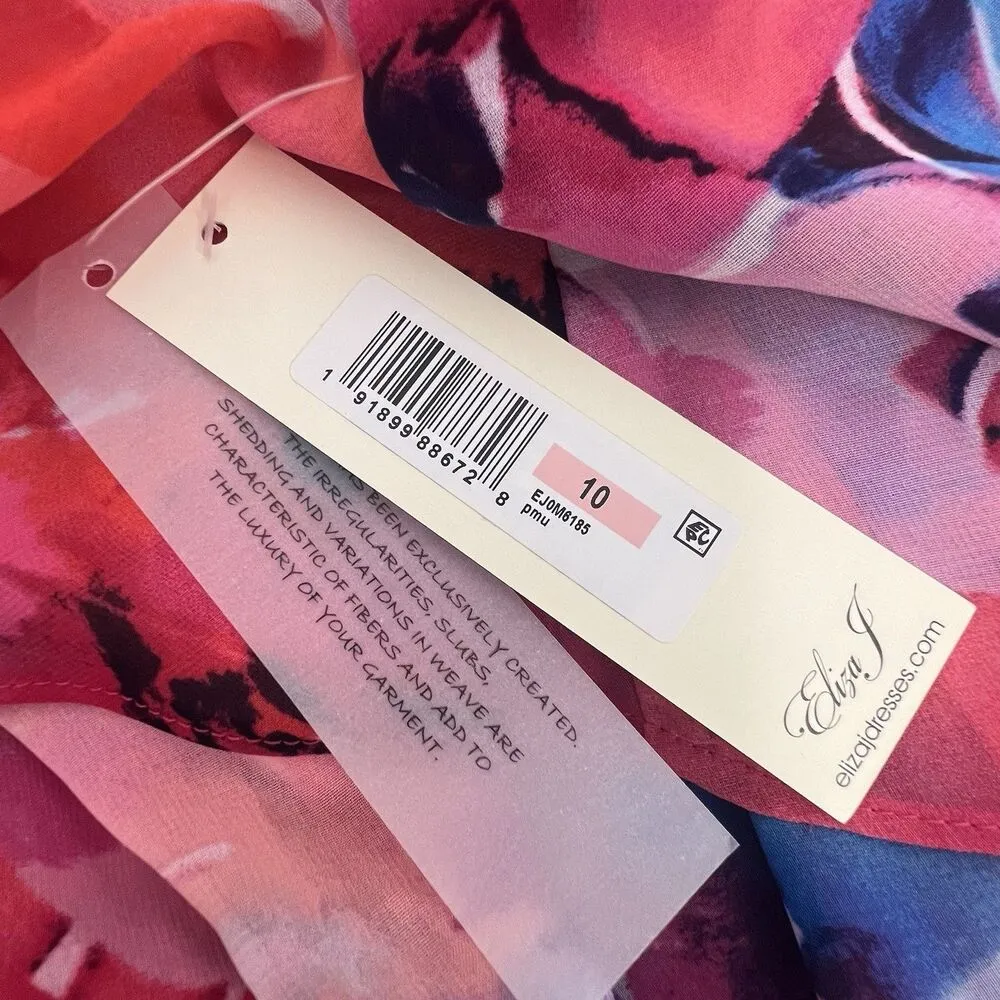 1 91899 88672 8
10
EJ0M6185
pmu
EPC
Eliza J
elizajdresses.com
BEEN EXCLUSIVELY CREATED.
THE IRREGULARITIES, SLUBS,
SHEDDING AND VARIATIONS IN WEAVE ARE
CHARACTERISTIC OF FIBERS AND ADD TO
THE LUXURY OF YOUR GARMENT.